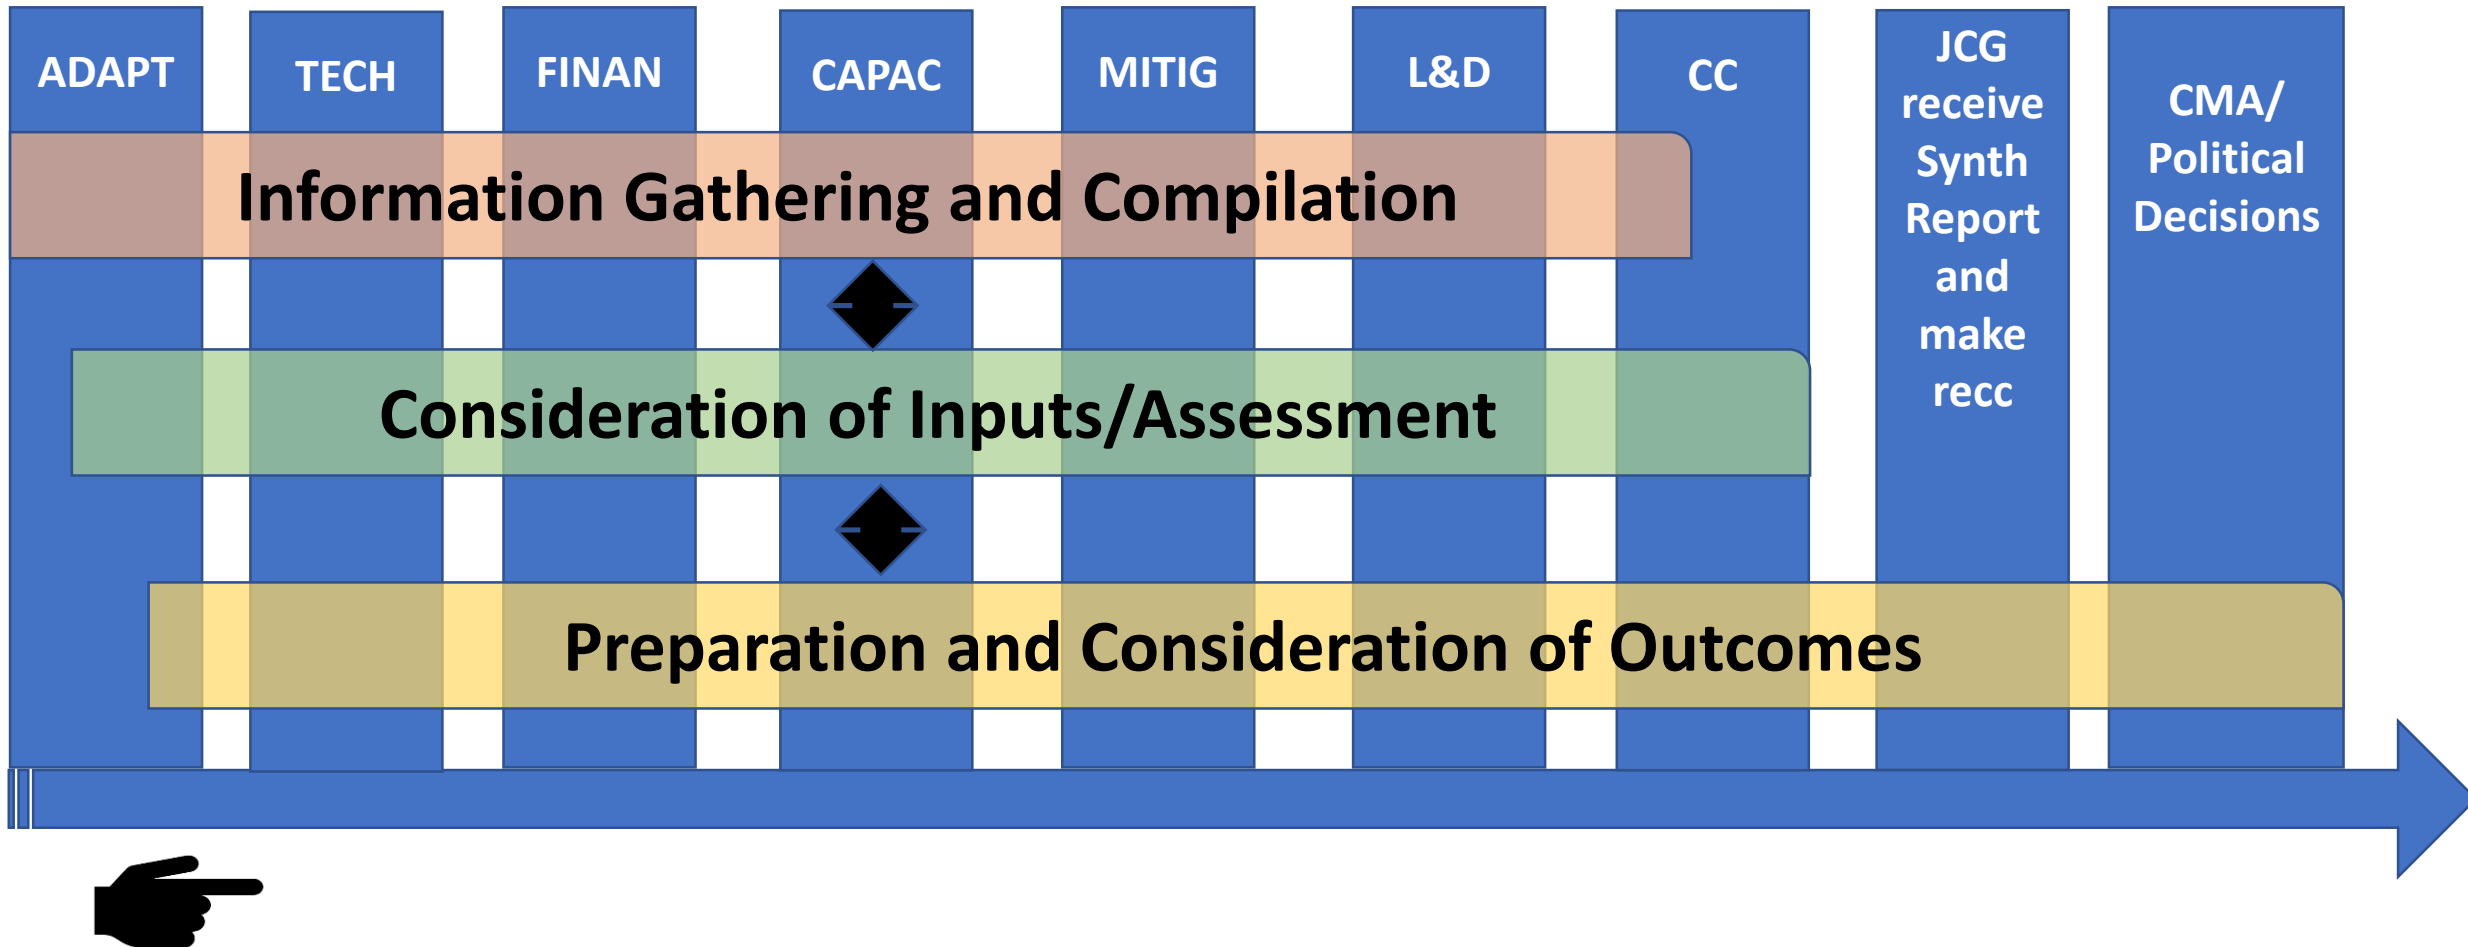 ADAPT
TECH
FINAN
CAPAC
MITIG
L&D
CC
JCG
receive
Synth
Report
and
make
recc
CMA/
Political
Decisions
Information Gathering and Compilation
Consideration of Inputs/Assessment
Preparation and Consideration of Outcomes